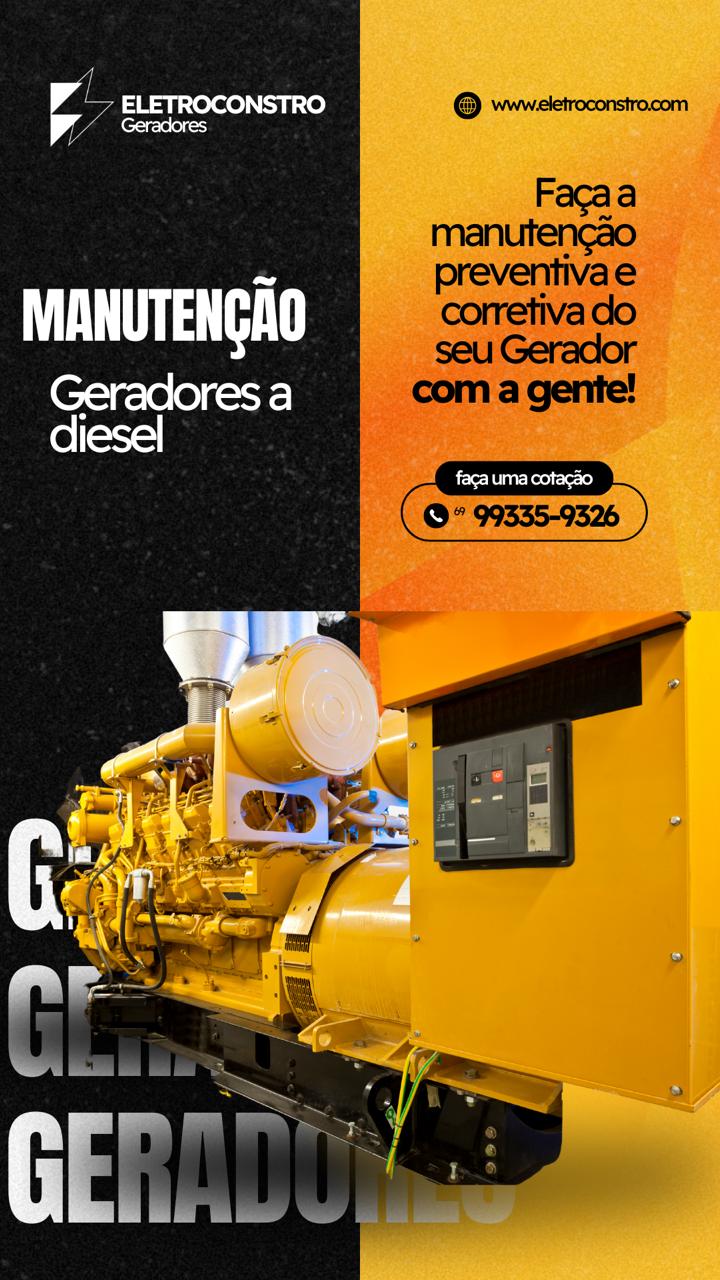 ELETROCONSTRO
Geradores
www.eletroconstro.com
MANUTENÇÃO
Geradores a
diesel
Faça a
manutenção
preventiva e
corretiva do
seu Gerador
com a gente!
faça uma cotação
69 99335-9326
GERADORES